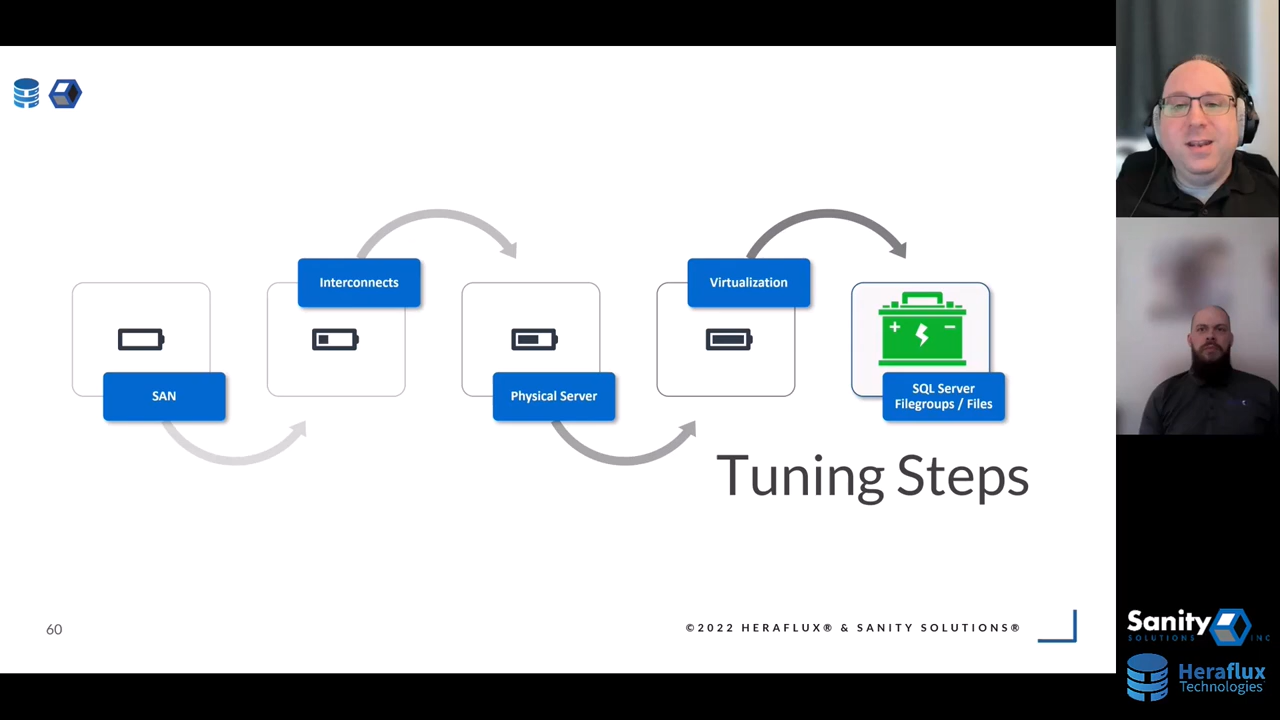 Interconnects
Virtualization
SAN
Physical Server
SQL Server
Filegroups / Files
Tuning Steps
60
©2022 HERAFLUX® & SANITY SOLUTIONS®
Sanity
SOLUTIONS INC
Heraflux
Technologies